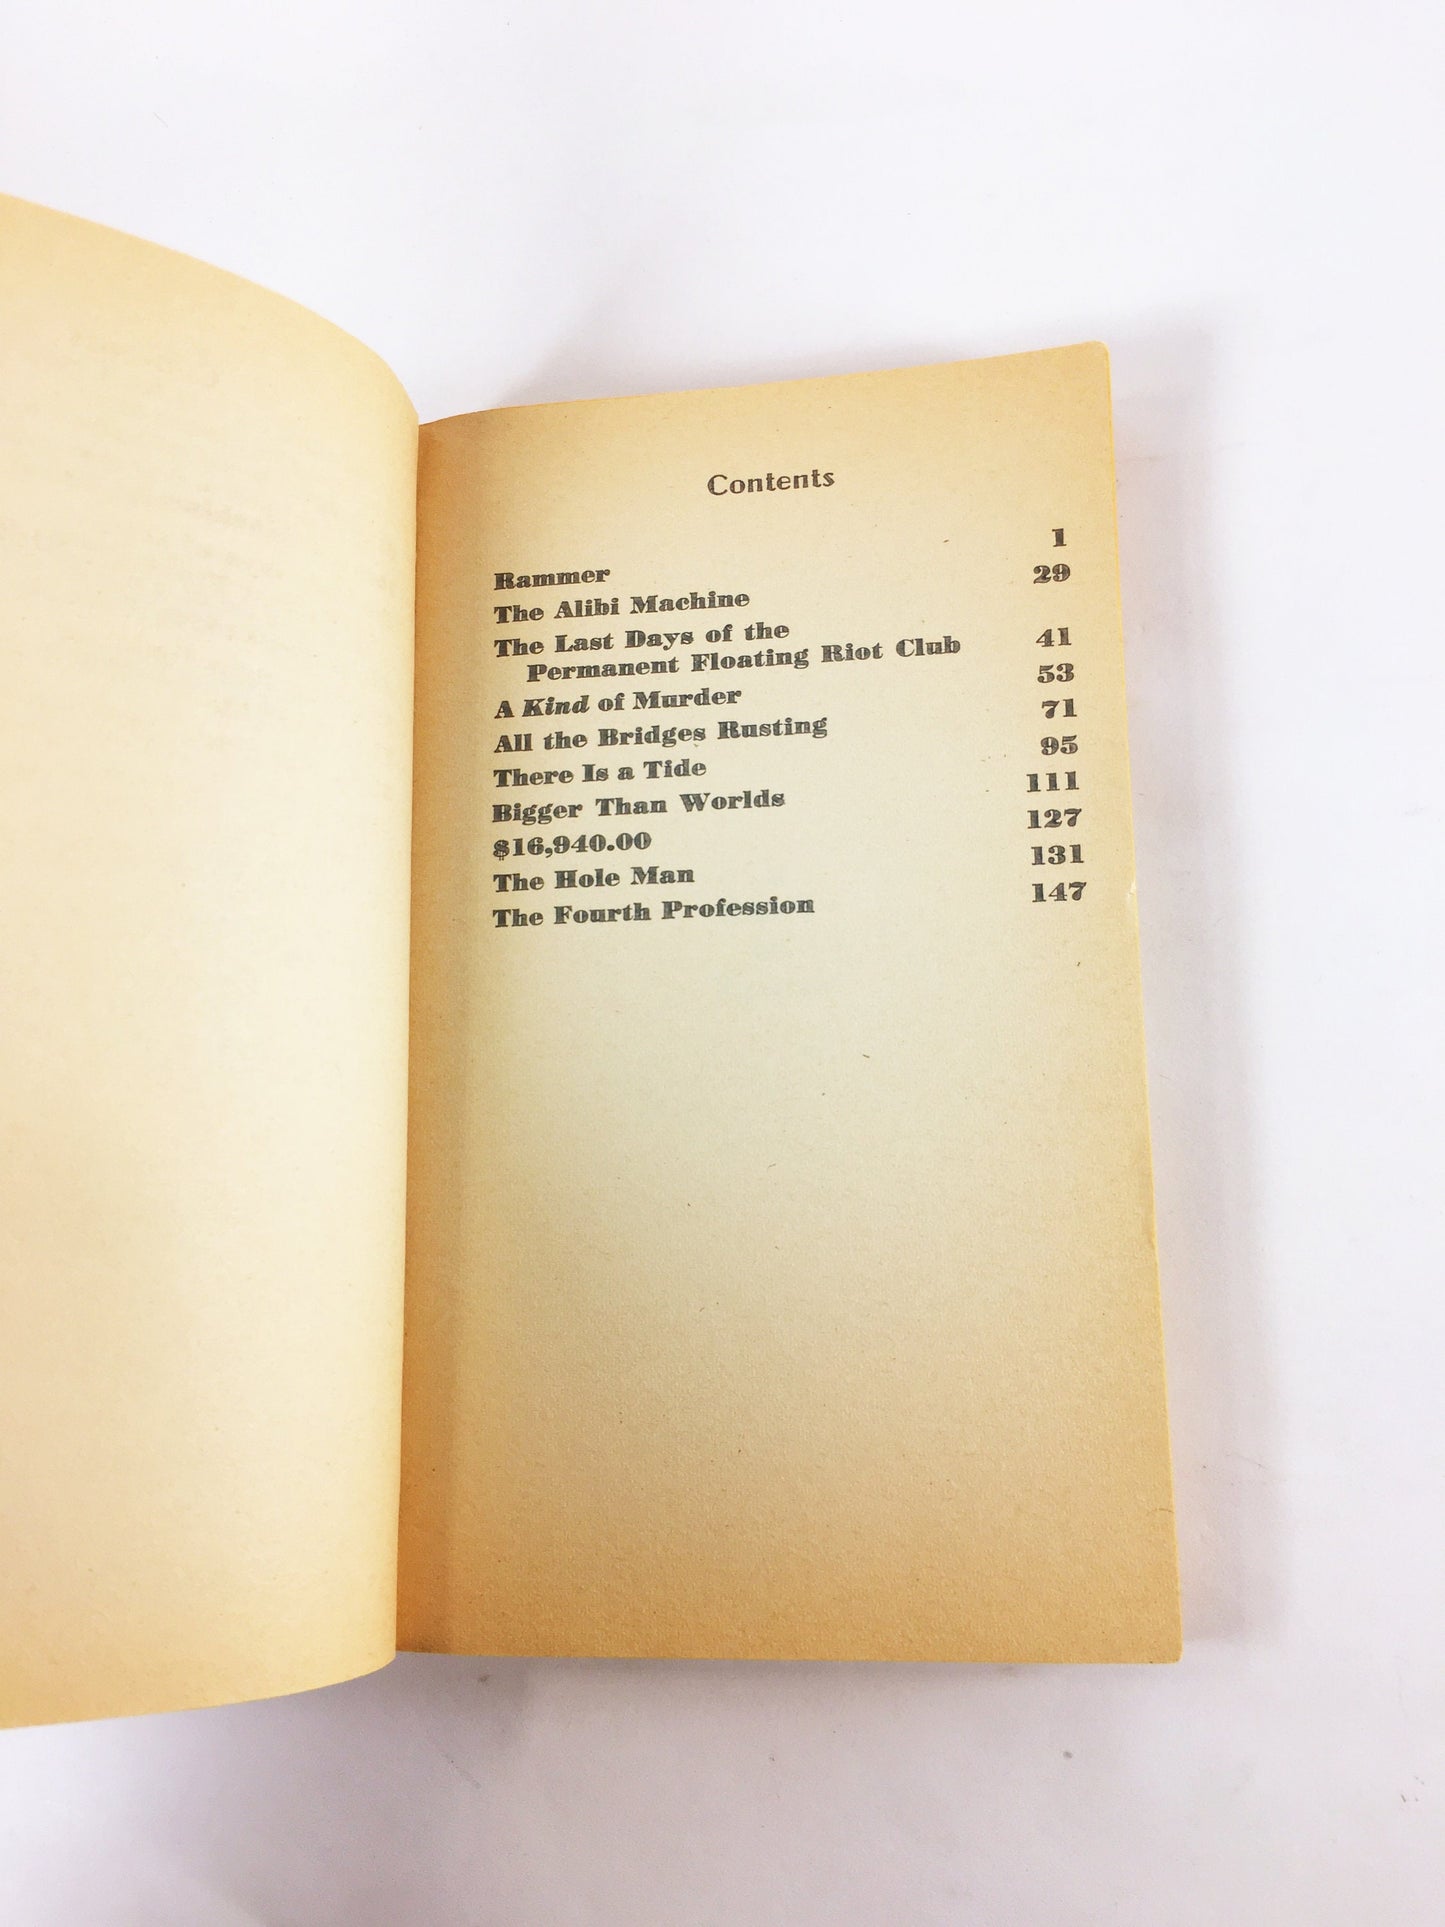 Contents
Rammer 1
The Alibi Machine 29
The Last Days of the
Permanent Floating Riot Club 41
A Kind of Murder 53
All the Bridges Rusting 71
There Is a Tide 95
Bigger Than Worlds 111
$16,940.00 127
The Hole Man 131
The Fourth Profession 147